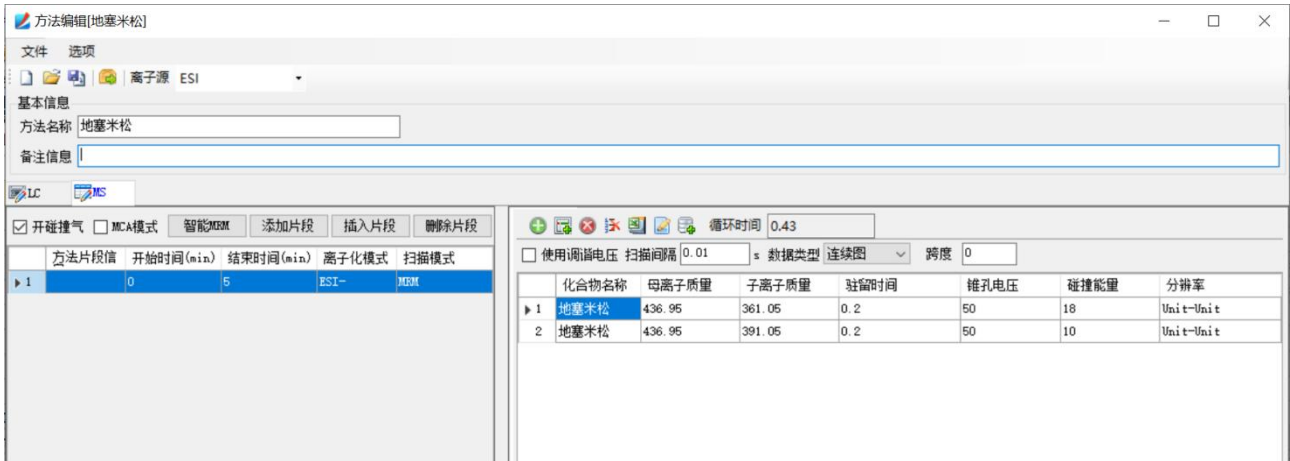 方法编辑[地塞米松]
文件 选项
离子源 ESI
基本信息
方法名称 地塞米松
备注信息
LC MS
开碰撞气 MCA模式 智能MRM 添加片段 插入片段 删除片段 循环时间 0.43
使用调谐电压 扫描间隔 0.01 s 数据类型 连续图 跨度 0
方法片段信 开始时间(min) 结束时间(min) 离子化模式 扫描模式
1 0 5 ESI- MRM
化合物名称 母离子质量 子离子质量 驻留时间 锥孔电压 碰撞能量 分辨率
1 地塞米松 436.95 361.05 0.2 50 18 Unit-Unit
2 地塞米松 436.95 391.05 0.2 50 10 Unit-Unit